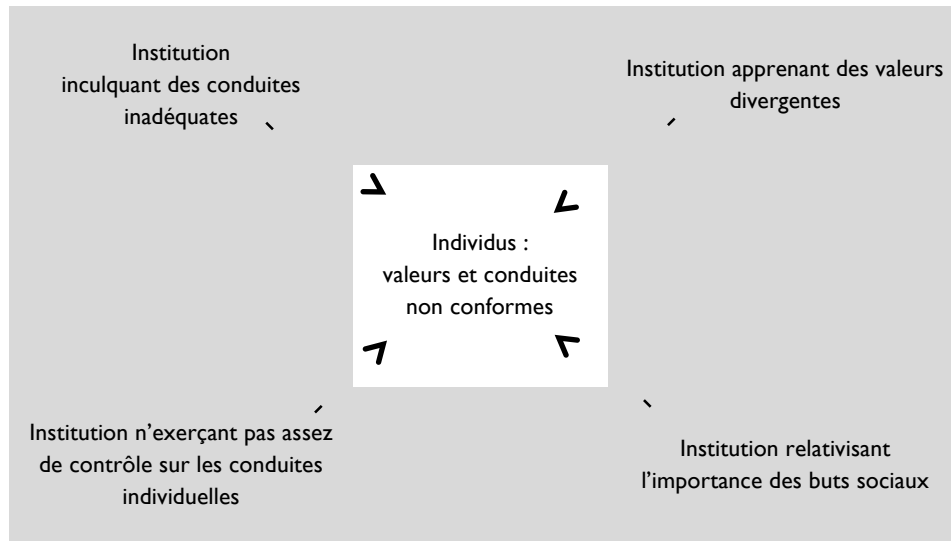 Institution
inculquant des conduites
inadéquates
Institution apprenant des valeurs
divergentes
Individus :
valeurs et conduites
non conformes
Institution n'exerçant pas assez
de contrôle sur les conduites
individuelles
Institution relativisant
l'importance des buts sociaux